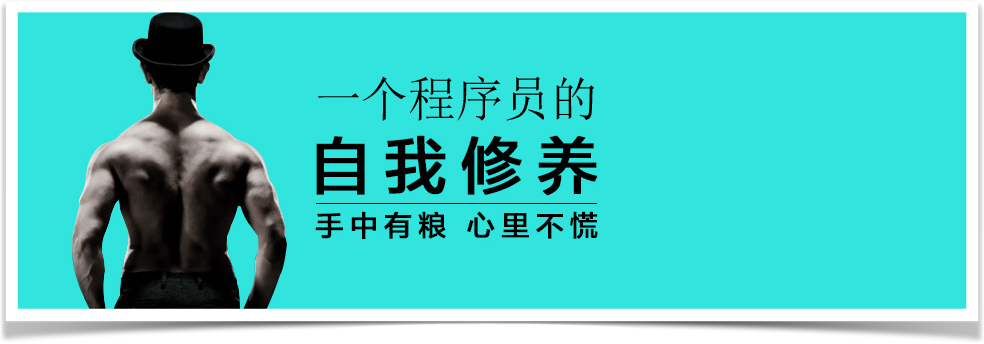 一个程序员的
自我修养
手中有粮 心里不慌